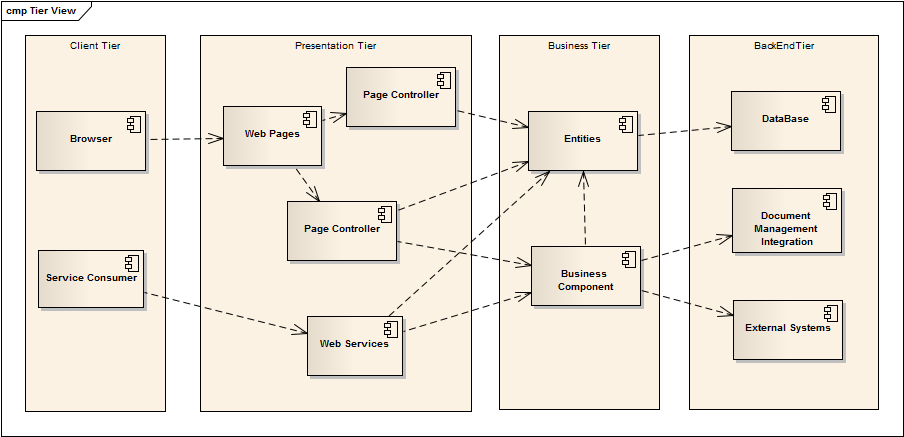 cmp Tier View
Client Tier
Presentation Tier
Business Tier
BackEndTier
Browser
Service Consumer
Web Pages
Page Controller
Page Controller
Web Services
Entities
Business
Component
DataBase
Document
Management
Integration
External Systems